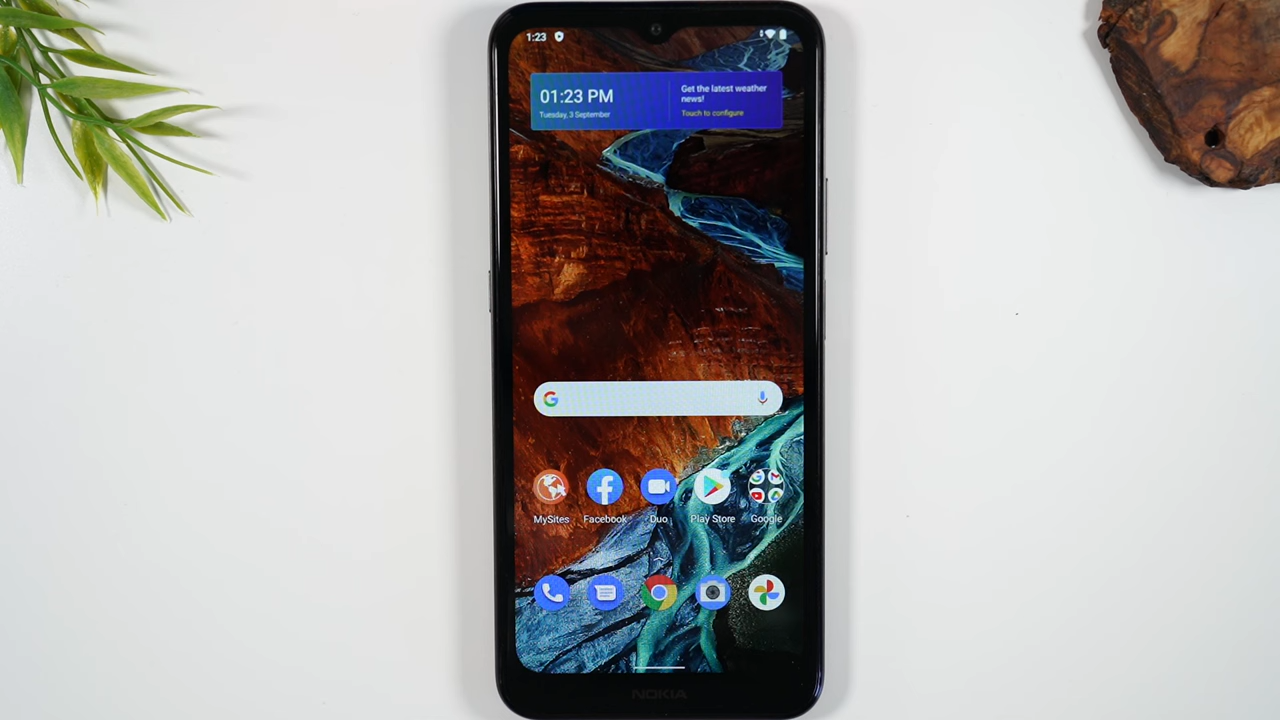 1:23
01:23 PM
Tuesday, 3 September
Get the latest weather
news!
Touch to configure
MySites
Facebook
Duo
Play Store
Google
NOKIA